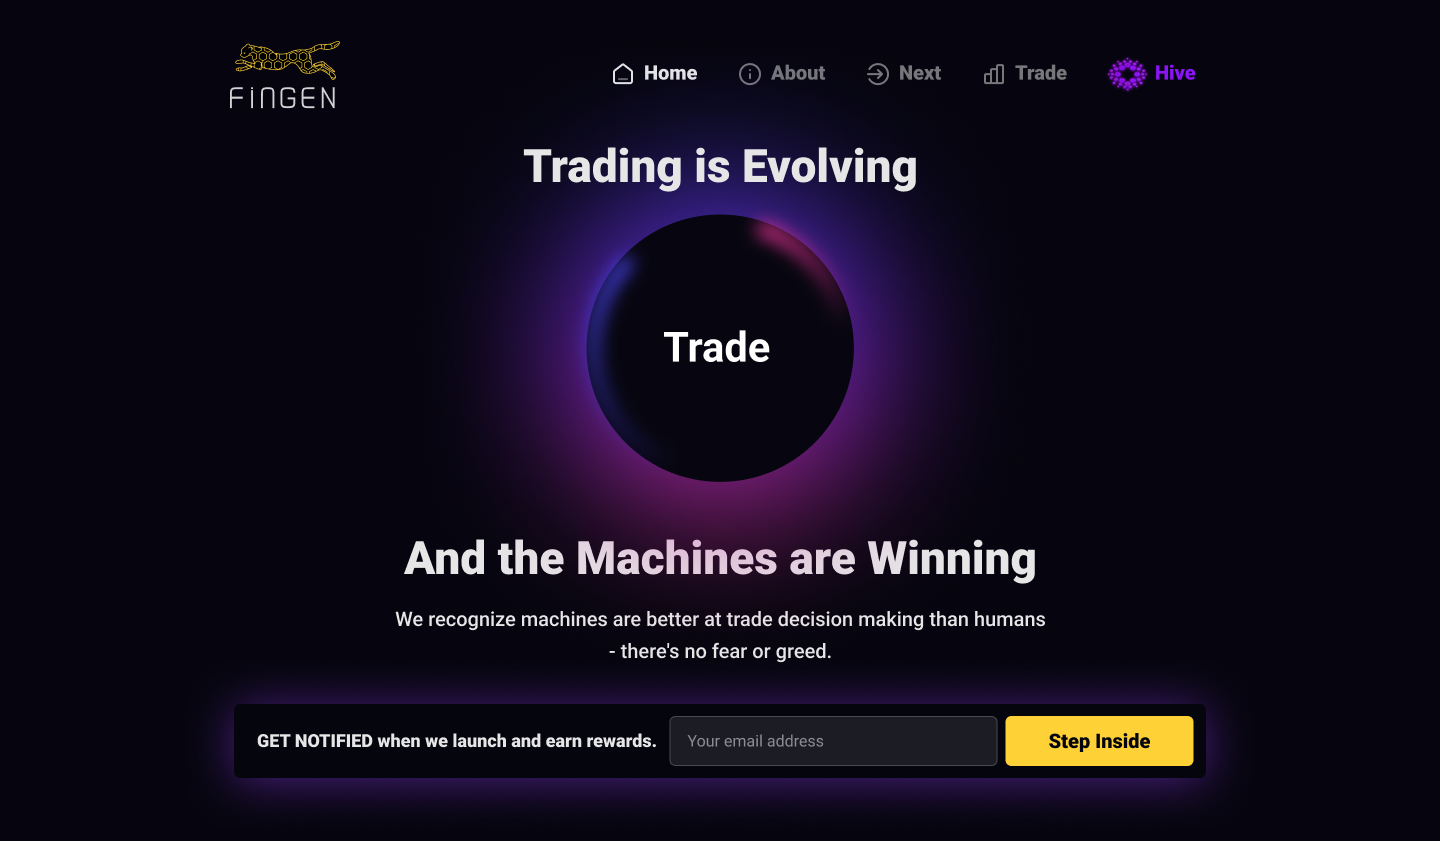 FiNGEN
Home
About
Next
Trade
Hive
Trading is Evolving
Trade
And the Machines are Winning
We recognize machines are better at trade decision making than humans
- there's no fear or greed.
GET NOTIFIED when we launch and earn rewards.
Your email address
Step Inside